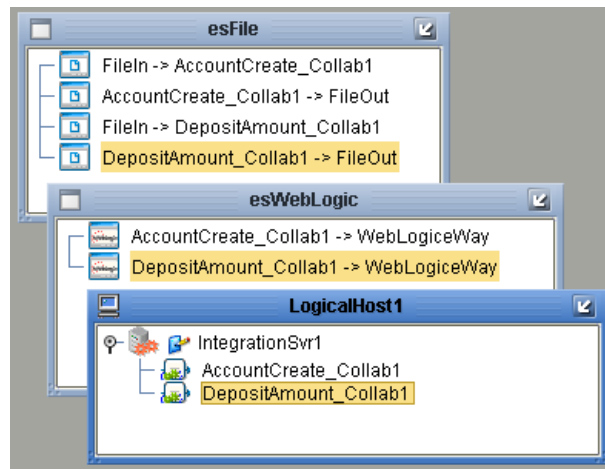 esFile
FileIn -> AccountCreate_Collab1
AccountCreate_Collab1 -> FileOut
FileIn -> DepositAmount_Collab1
DepositAmount_Collab1 -> FileOut
esWebLogic
AccountCreate_Collab1 -> WebLogiceWay
DepositAmount_Collab1 -> WebLogiceWay
LogicalHost1
IntegrationSvr1
AccountCreate_Collab1
DepositAmount_Collab1